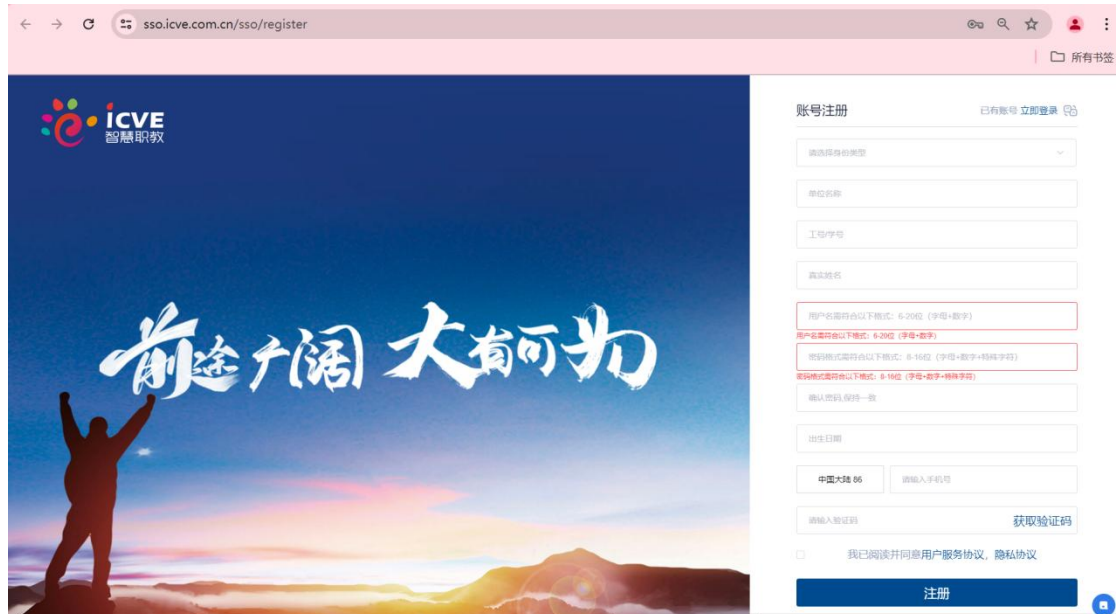 sso.icve.com.cn/sso/register
所有书签
icve
智慧职教
前途广阔 大有可为
账号注册
已有账号 立即登录
请选择身份类型
单位名称
工号/学号
真实姓名
用户名需符合以下格式：6-20位（字母+数字）
用户名需符合以下格式：6-20位（字母+数字）
密码格式需符合以下格式：8-16位（字母+数字+特殊字符）
密码格式需符合以下格式：8-16位（字母+数字+特殊字符）
确认密码,保持一致
出生日期
中国大陆 86 请输入手机号
请输入验证码 获取验证码
我已阅读并同意用户服务协议，隐私协议
注册